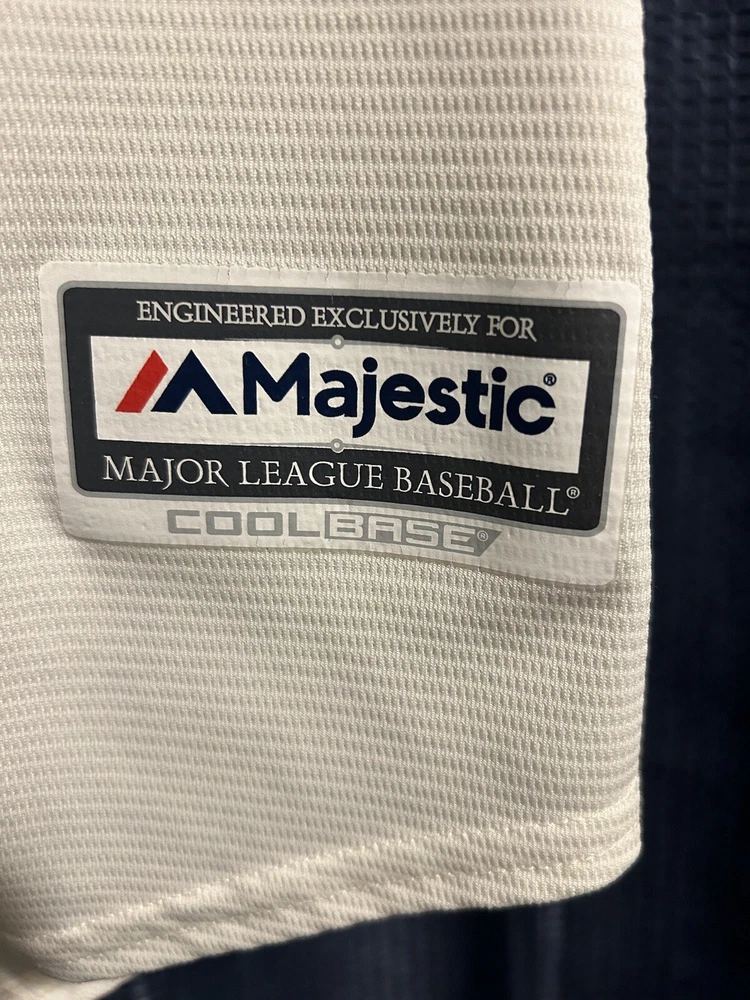 ENGINEERED EXCLUSIVELY FOR
Majestic®
MAJOR LEAGUE BASEBALL®
COOLBASE®